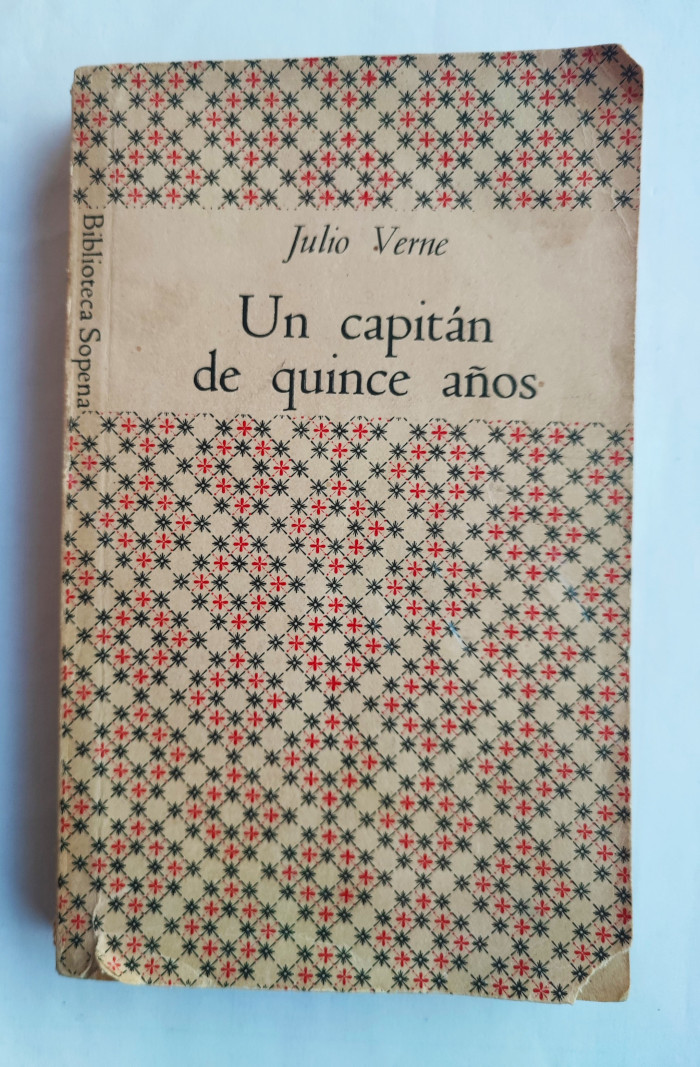 Julio Verne
Un capitán
de quince años
Biblioteca Sopena